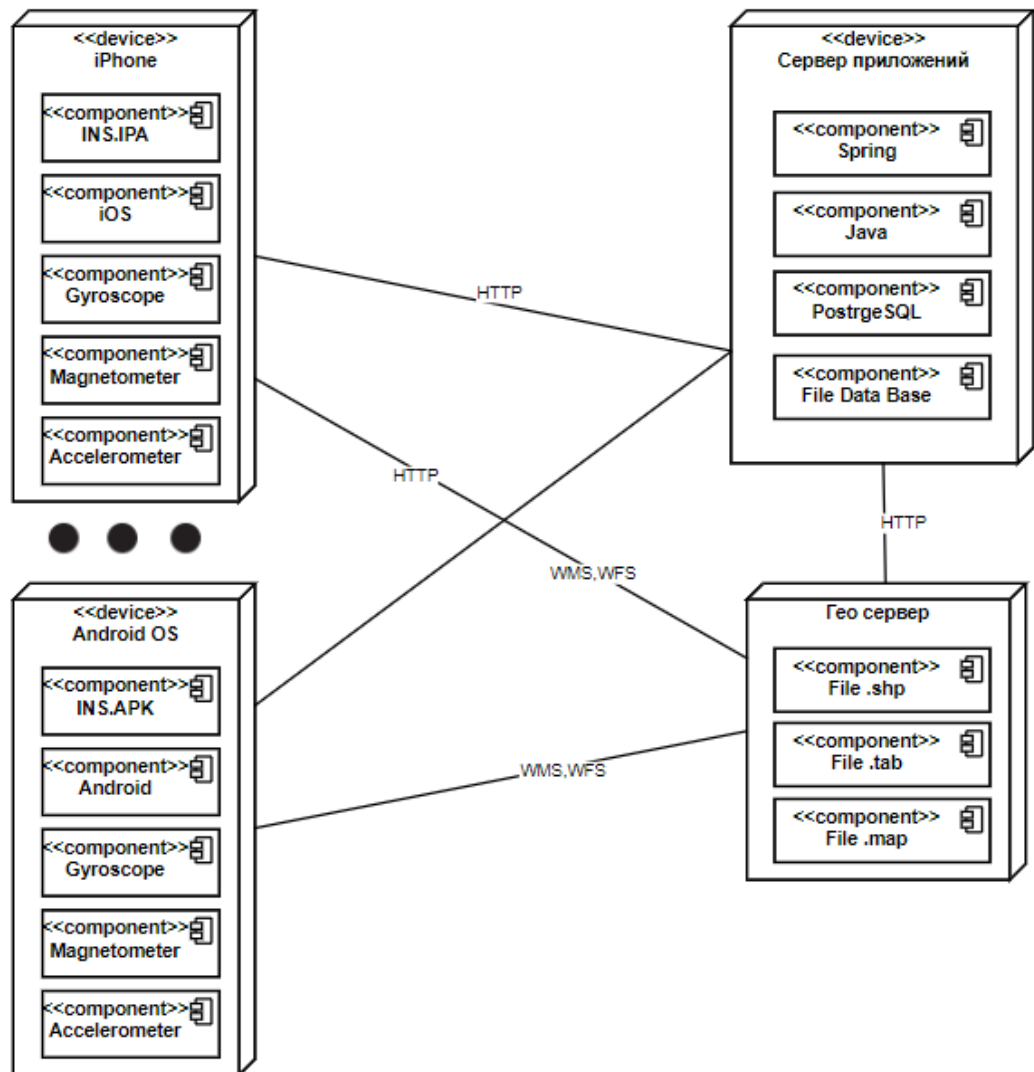 <<device>>
iPhone
<<component>>
INS.IPA
<<component>>
iOS
<<component>>
Gyroscope
<<component>>
Magnetometer
<<component>>
Accelerometer
<<device>>
Сервер приложений
<<component>>
Spring
<<component>>
Java
<<component>>
PostrgeSQL
<<component>>
File Data Base
HTTP
HTTP
HTTP
WMS,WFS
WMS,WFS
<<device>>
Android OS
<<component>>
INS.APK
<<component>>
Android
<<component>>
Gyroscope
<<component>>
Magnetometer
<<component>>
Accelerometer
Гео сервер
<<component>>
File .shp
<<component>>
File .tab
<<component>>
File .map